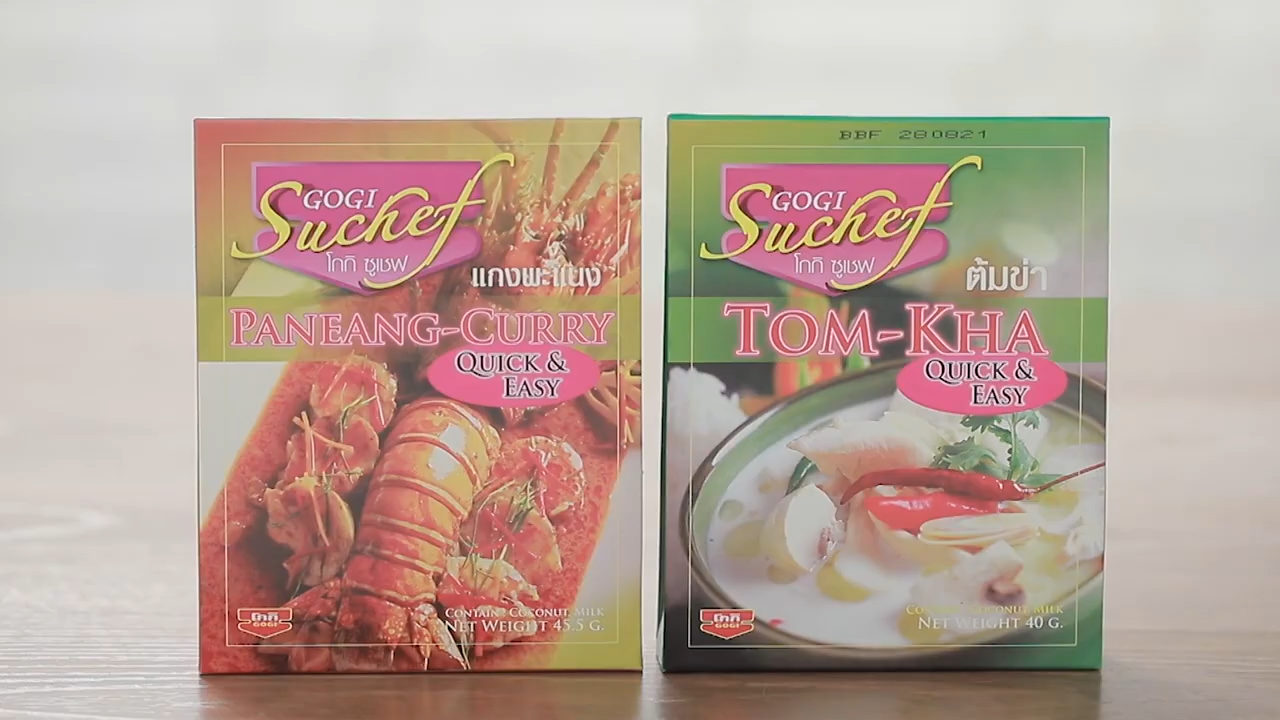 GOGI
Suchef
โกกิ ซูเชฟ
แกงพะแนง
PANEANG-CURRY
QUICK &
EASY
โกกิ
GOGI
CONTAIN COCONUT MILK
NET WEIGHT 45.5 G.
BBF 280821
GOGI
Suchef
โกกิ ซูเชฟ
ต้มข่า
TOM-KHA
QUICK &
EASY
โกกิ
GOGI
CONTAIN COCONUT MILK
NET WEIGHT 40 G.